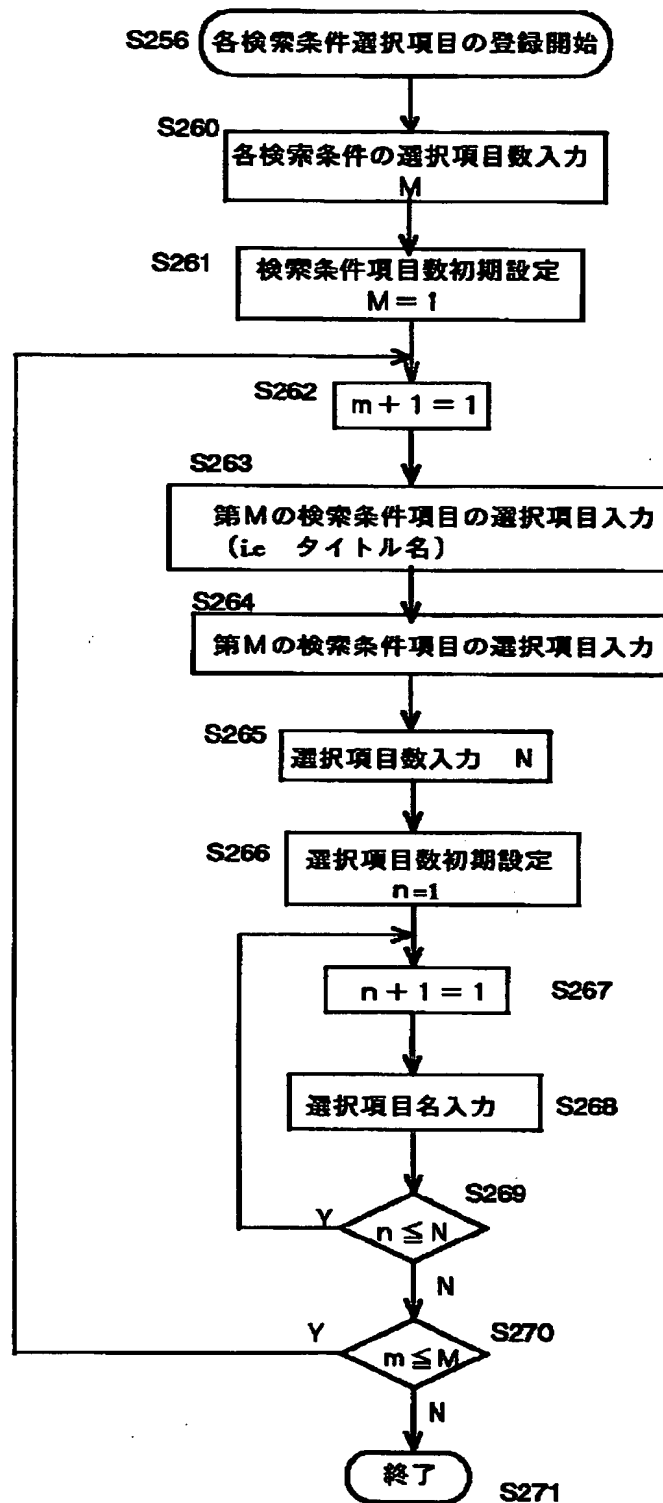 S256 各検索条件選択項目の登録開始
S260
各検索条件の選択項目数入力
M
S261
検索条件項目数初期設定
M = 1
S262
m + 1 = 1
S263
第Mの検索条件項目の選択項目入力
(i.e タイトル名)
S264
第Mの検索条件項目の選択項目入力
S265
選択項目数入力 N
S266
選択項目数初期設定
n=1
n + 1 = 1 S267
選択項目名入力 S268
S269
Y n ≦ N
N
Y S270
m ≦ M
N
終了
S271